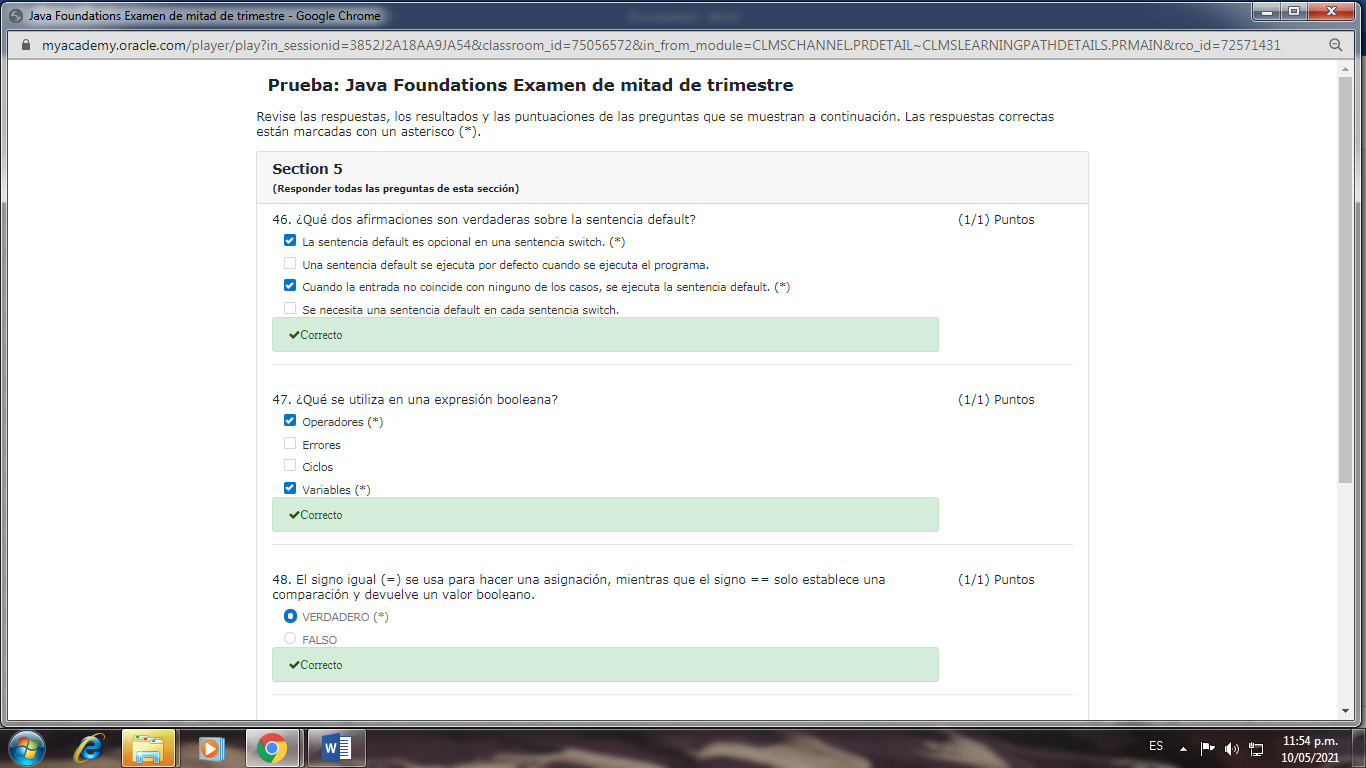 Java Foundations Examen de mitad de trimestre - Google Chrome
myacademy.oracle.com/player/play?in_sessionid=3852J2A18AA9JA54&classroom_id=75056572&in_from_module=CLMSCHANNEL.PRDETAIL~CLMSLEARNINGPATHDETAILS.PRMAIN&rco_id=72571431
Prueba: Java Foundations Examen de mitad de trimestre
Revise las respuestas, los resultados y las puntuaciones de las preguntas que se muestran a continuación. Las respuestas correctas
están marcadas con un asterisco (*).
Section 5
(Responder todas las preguntas de esta sección)
46. ¿Qué dos afirmaciones son verdaderas sobre la sentencia default? (1/1) Puntos
La sentencia default es opcional en una sentencia switch. (*)
Una sentencia default se ejecuta por defecto cuando se ejecuta el programa.
Cuando la entrada no coincide con ninguno de los casos, se ejecuta la sentencia default. (*)
Se necesita una sentencia default en cada sentencia switch.
Correcto
47. ¿Qué se utiliza en una expresión booleana? (1/1) Puntos
Operadores (*)
Errores
Ciclos
Variables (*)
Correcto
48. El signo igual (=) se usa para hacer una asignación, mientras que el signo == solo establece una (1/1) Puntos
comparación y devuelve un valor booleano.
VERDADERO (*)
FALSO
Correcto
ES
11:54 p.m.
10/05/2021